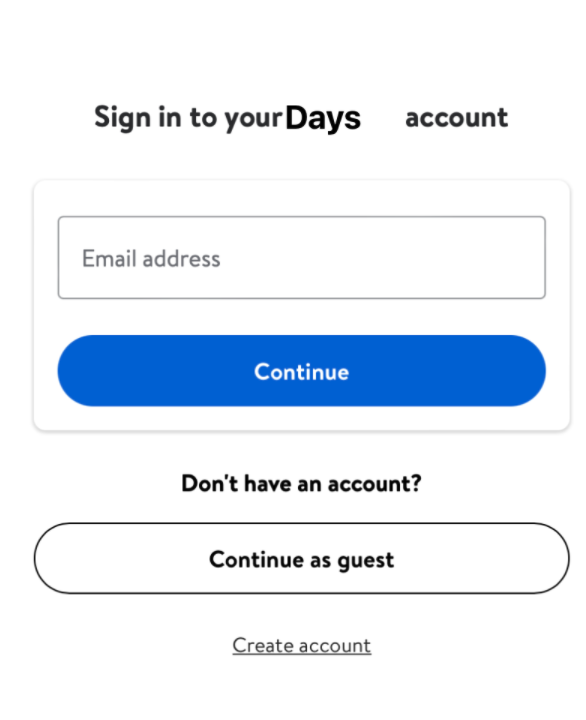 Sign in to your Days account
Email address
Continue
Don't have an account?
Continue as guest
Create account